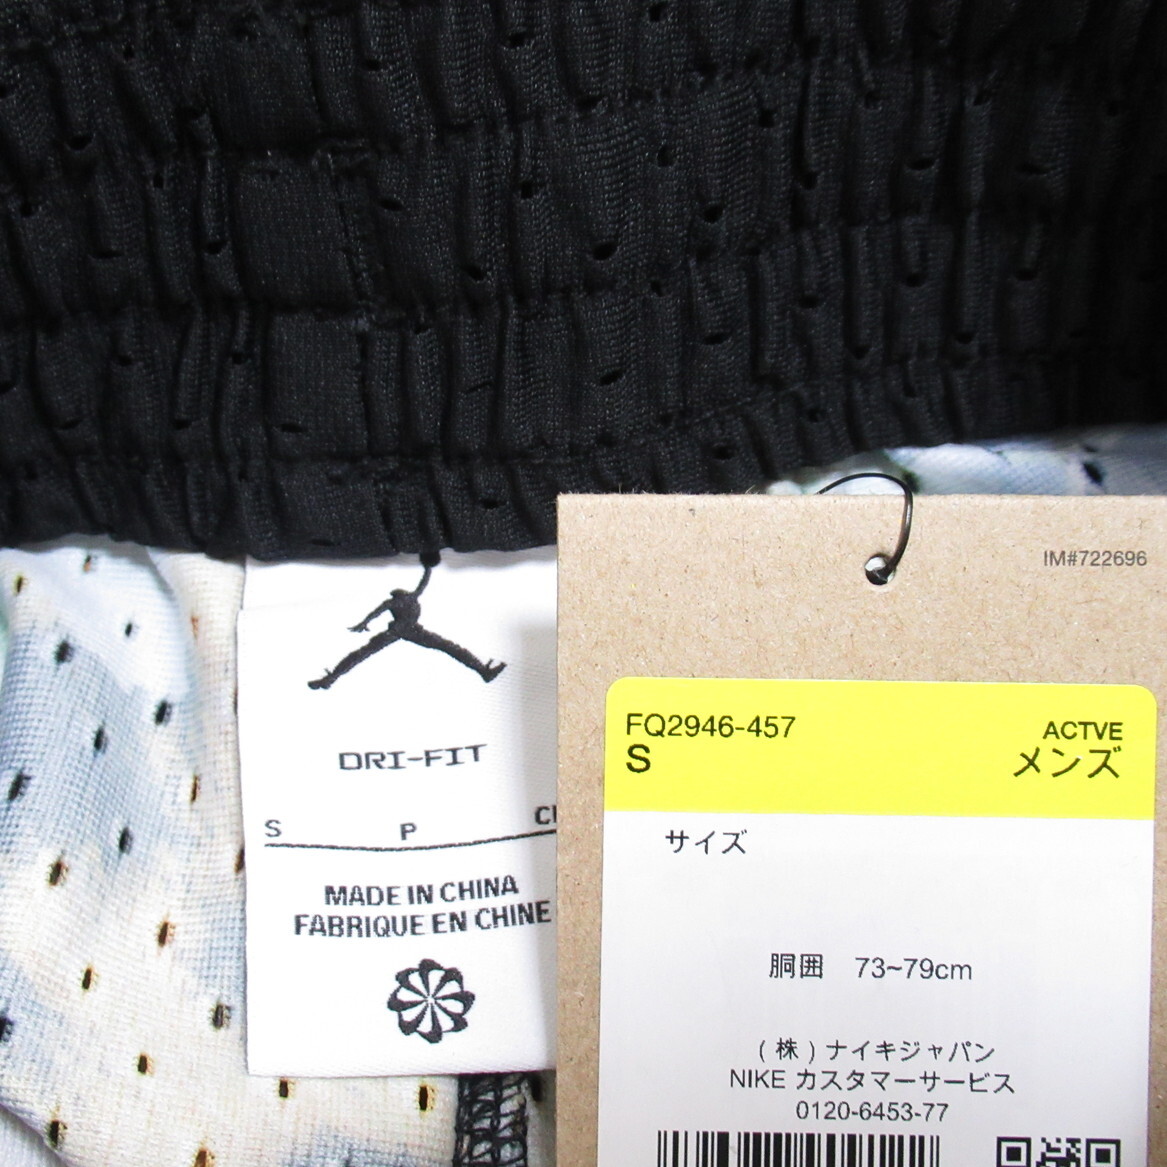 IM#722696
FQ2946-457
S
ACTVE
メンズ
サイズ
胴囲 73~79cm
(株)ナイキジャパン
NIKE カスタマーサービス
0120-6453-77
DRI-FIT
S P
MADE IN CHINA
FABRIQUE EN CHINE